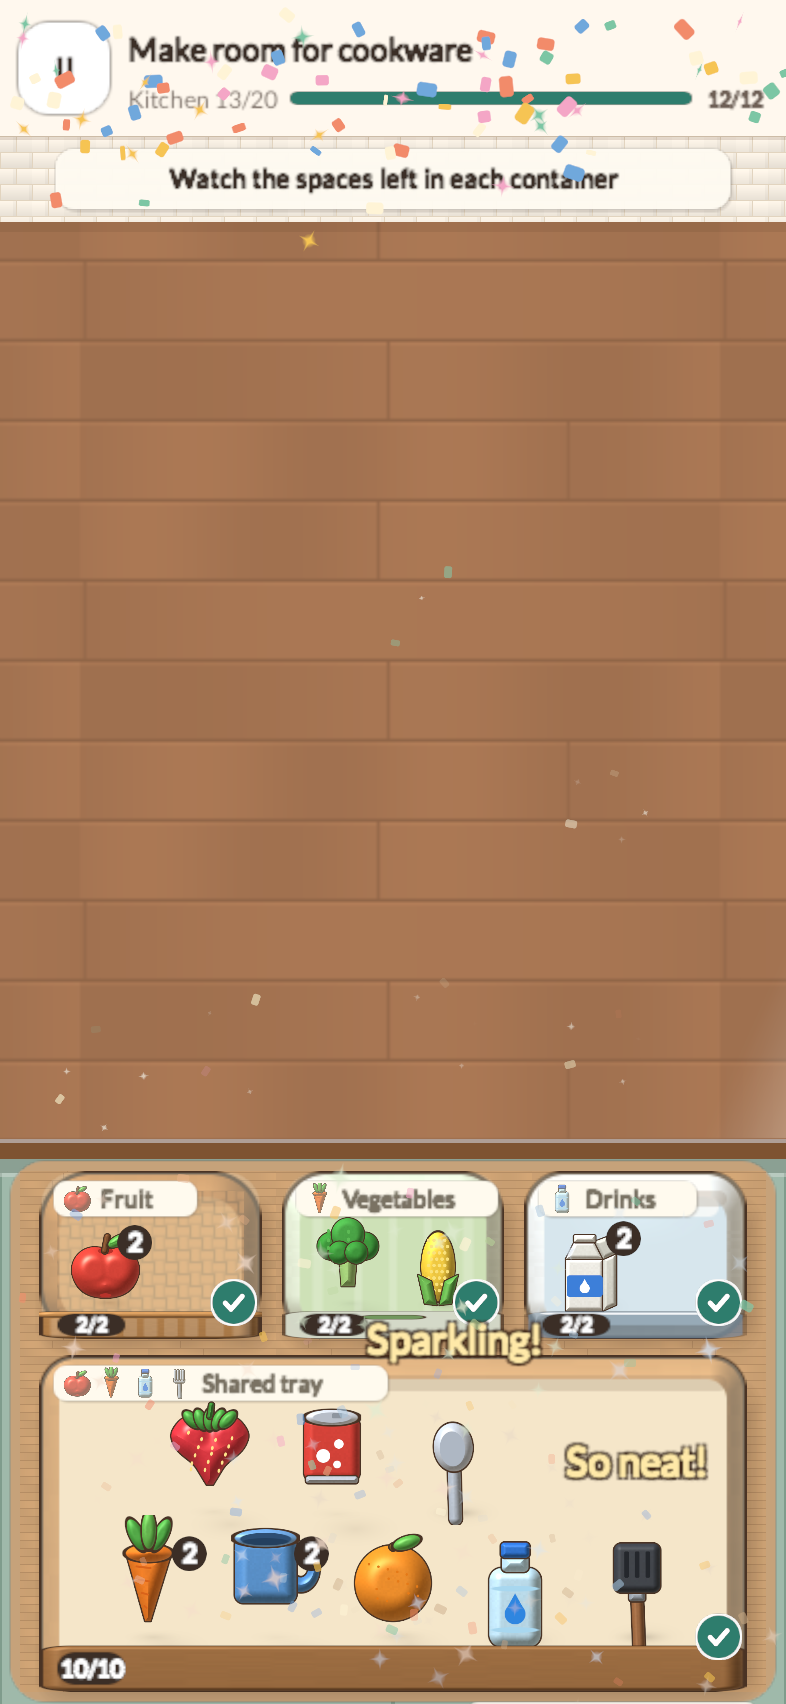 Make room for cookware
Kitchen 13/20
12/12
Watch the spaces left in each container
Fruit
Vegetables
Drinks
2
2
2/2
2/2
2/2
Sparkling!
Shared tray
So neat!
2
2
10/10